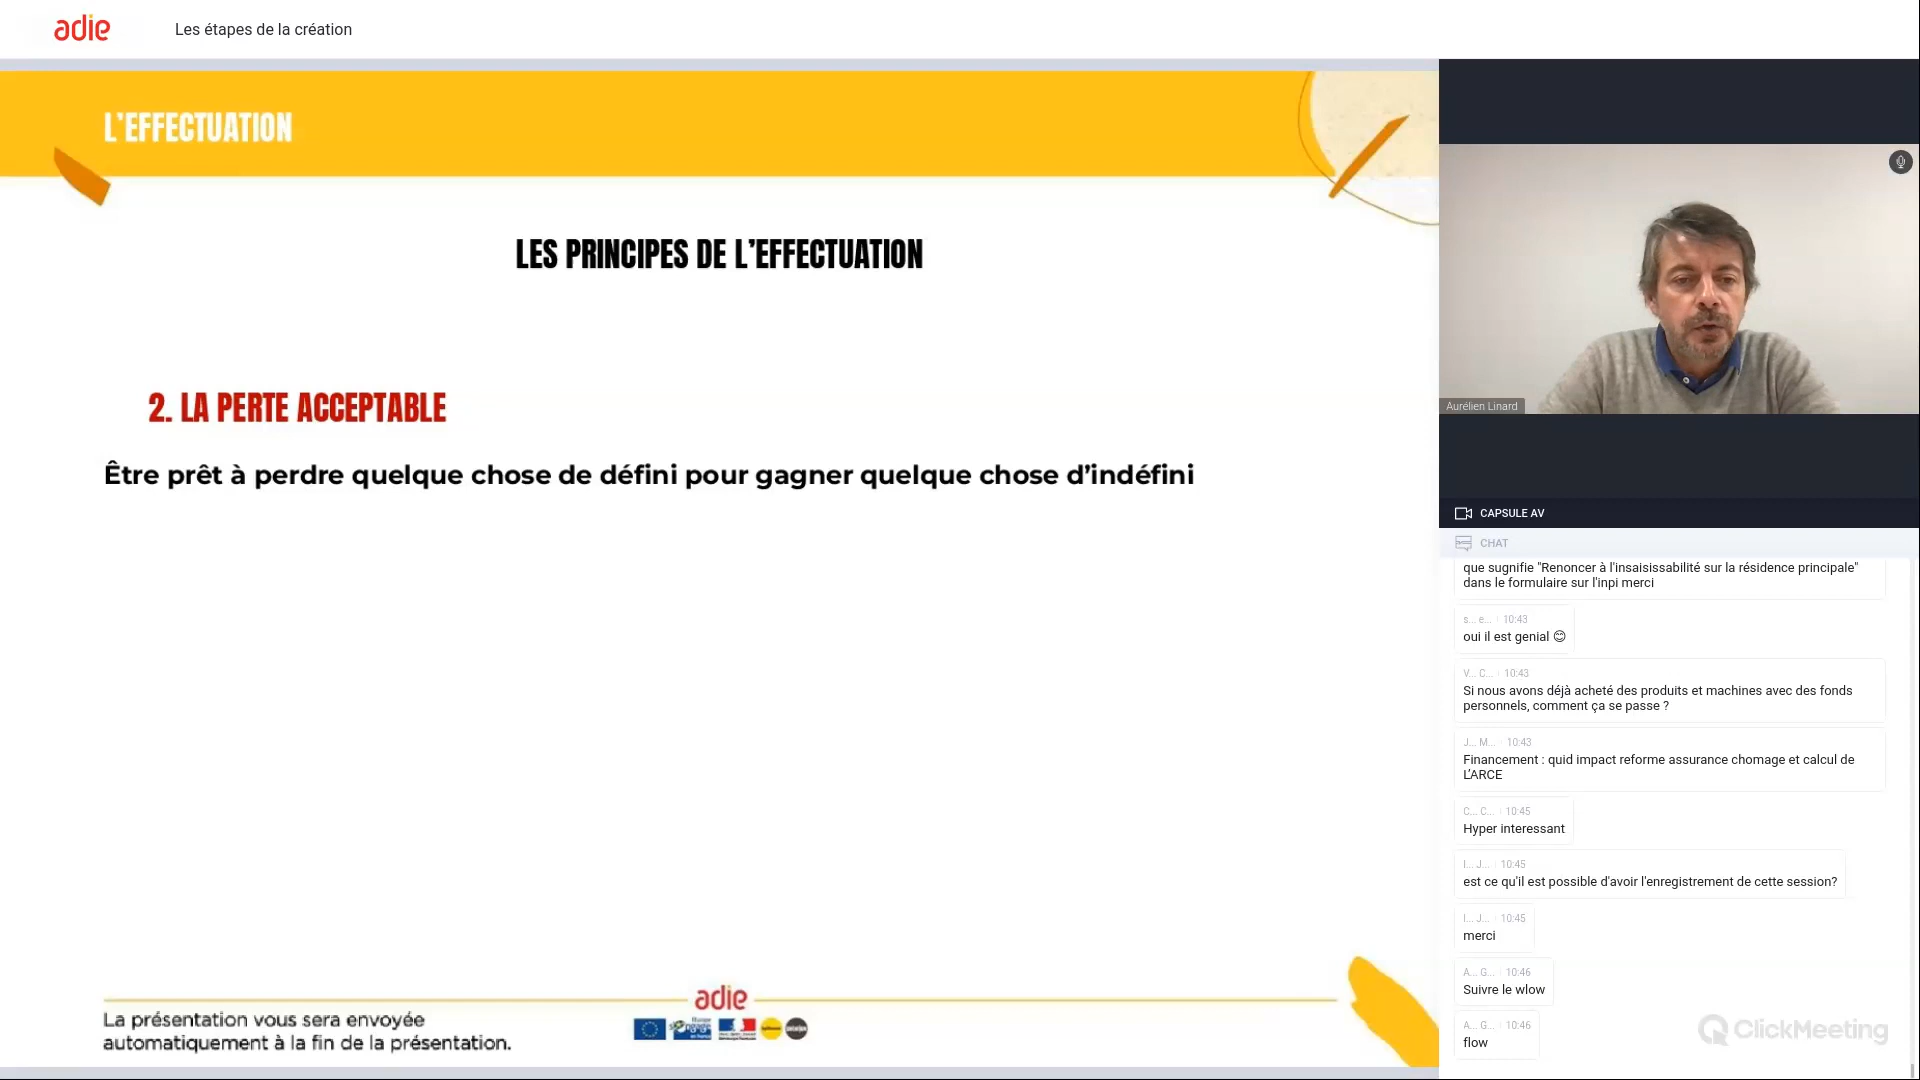 adie
Les étapes de la création
L'EFFECTUATION
LES PRINCIPES DE L'EFFECTUATION
2. LA PERTE ACCEPTABLE
Être prêt à perdre quelque chose de défini pour gagner quelque chose d'indéfini
adie
La présentation vous sera envoyée
automatiquement à la fin de la présentation.
Aurélien Linard
CAPSULE AV
CHAT
que sugnifie "Renoncer à l'insaisissabilité sur la résidence principale"
dans le formulaire sur l'inpi merci
s... e... 10:43
oui il est genial 😊
V... C... 10:43
Si nous avons déjà acheté des produits et machines avec des fonds
personnels, comment ça se passe ?
J... M... 10:43
Financement : quid impact reforme assurance chomage et calcul de
L'ARCE
C... C... 10:45
Hyper interessant
I... J... 10:45
est ce qu'il est possible d'avoir l'enregistrement de cette session?
I... J... 10:45
merci
A... G... 10:46
Suivre le wlow
A... G... 10:46
flow
ClickMeeting